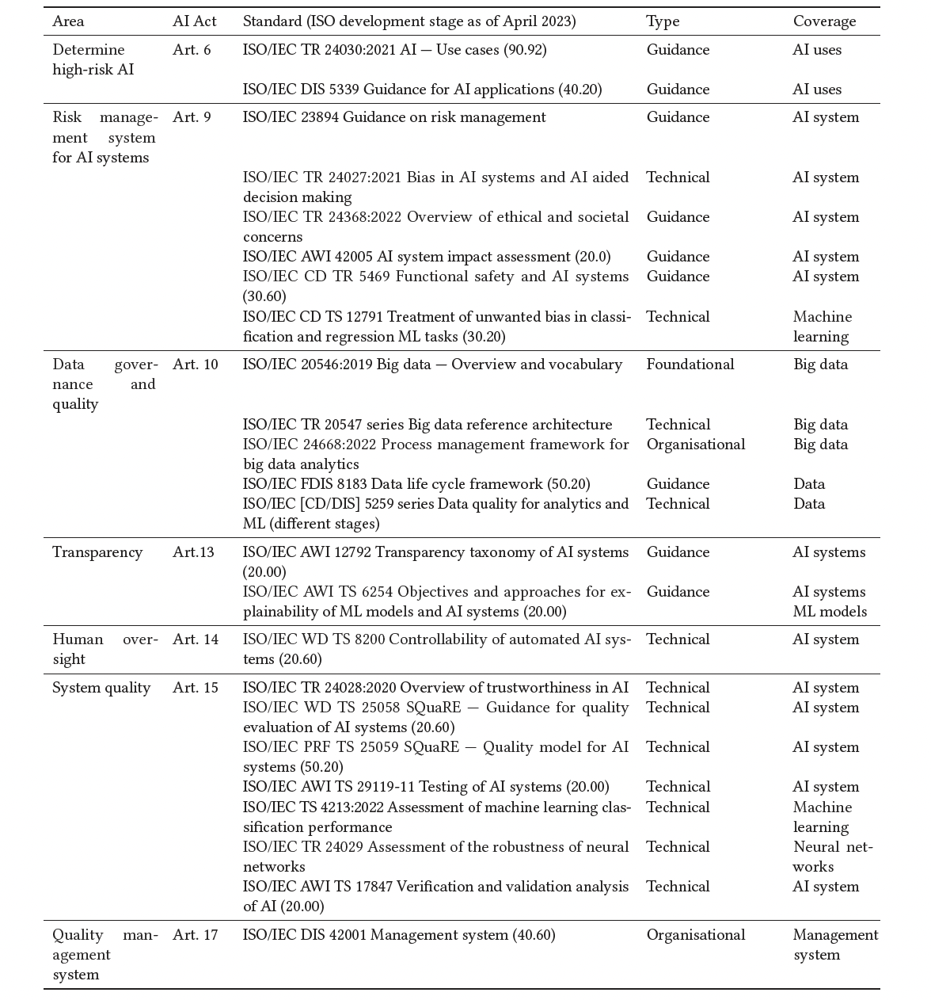 Area AI Act Standard (ISO development stage as of April 2023) Type Coverage
Determine Art. 6 ISO/IEC TR 24030:2021 AI — Use cases (90.92) Guidance AI uses
high-risk AI
ISO/IEC DIS 5339 Guidance for AI applications (40.20) Guidance AI uses
Risk manage- Art. 9 ISO/IEC 23894 Guidance on risk management Guidance AI system
ment system
for AI systems
ISO/IEC TR 24027:2021 Bias in AI systems and AI aided Technical AI system
decision making
ISO/IEC TR 24368:2022 Overview of ethical and societal Guidance AI system
concerns
ISO/IEC AWI 42005 AI system impact assessment (20.0) Guidance AI system
ISO/IEC CD TR 5469 Functional safety and AI systems Guidance AI system
(30.60)
ISO/IEC CD TS 12791 Treatment of unwanted bias in classi- Technical Machine
fication and regression ML tasks (30.20) learning
Data gover- Art. 10 ISO/IEC 20546:2019 Big data — Overview and vocabulary Foundational Big data
nance and
quality
ISO/IEC TR 20547 series Big data reference architecture Technical Big data
ISO/IEC 24668:2022 Process management framework for Organisational Big data
big data analytics
ISO/IEC FDIS 8183 Data life cycle framework (50.20) Guidance Data
ISO/IEC [CD/DIS] 5259 series Data quality for analytics and Technical Data
ML (different stages)
Transparency Art.13 ISO/IEC AWI 12792 Transparency taxonomy of AI systems Guidance AI systems
(20.00)
ISO/IEC AWI TS 6254 Objectives and approaches for ex- Guidance AI systems
plainability of ML models and AI systems (20.00) ML models
Human over- Art. 14 ISO/IEC WD TS 8200 Controllability of automated AI sys- Technical AI system
sight tems (20.60)
System quality Art. 15 ISO/IEC TR 24028:2020 Overview of trustworthiness in AI Technical AI system
ISO/IEC WD TS 25058 SQuaRE — Guidance for quality Technical AI system
evaluation of AI systems (20.60)
ISO/IEC PRF TS 25059 SQuaRE — Quality model for AI Technical AI system
systems (50.20)
ISO/IEC AWI TS 29119-11 Testing of AI systems (20.00) Technical AI system
ISO/IEC TS 4213:2022 Assessment of machine learning clas- Technical Machine
sification performance learning
ISO/IEC TR 24029 Assessment of the robustness of neural Technical Neural net-
networks works
ISO/IEC AWI TS 17847 Verification and validation analysis Technical AI system
of AI (20.00)
Quality man- Art. 17 ISO/IEC DIS 42001 Management system (40.60) Organisational Management
agement system
system